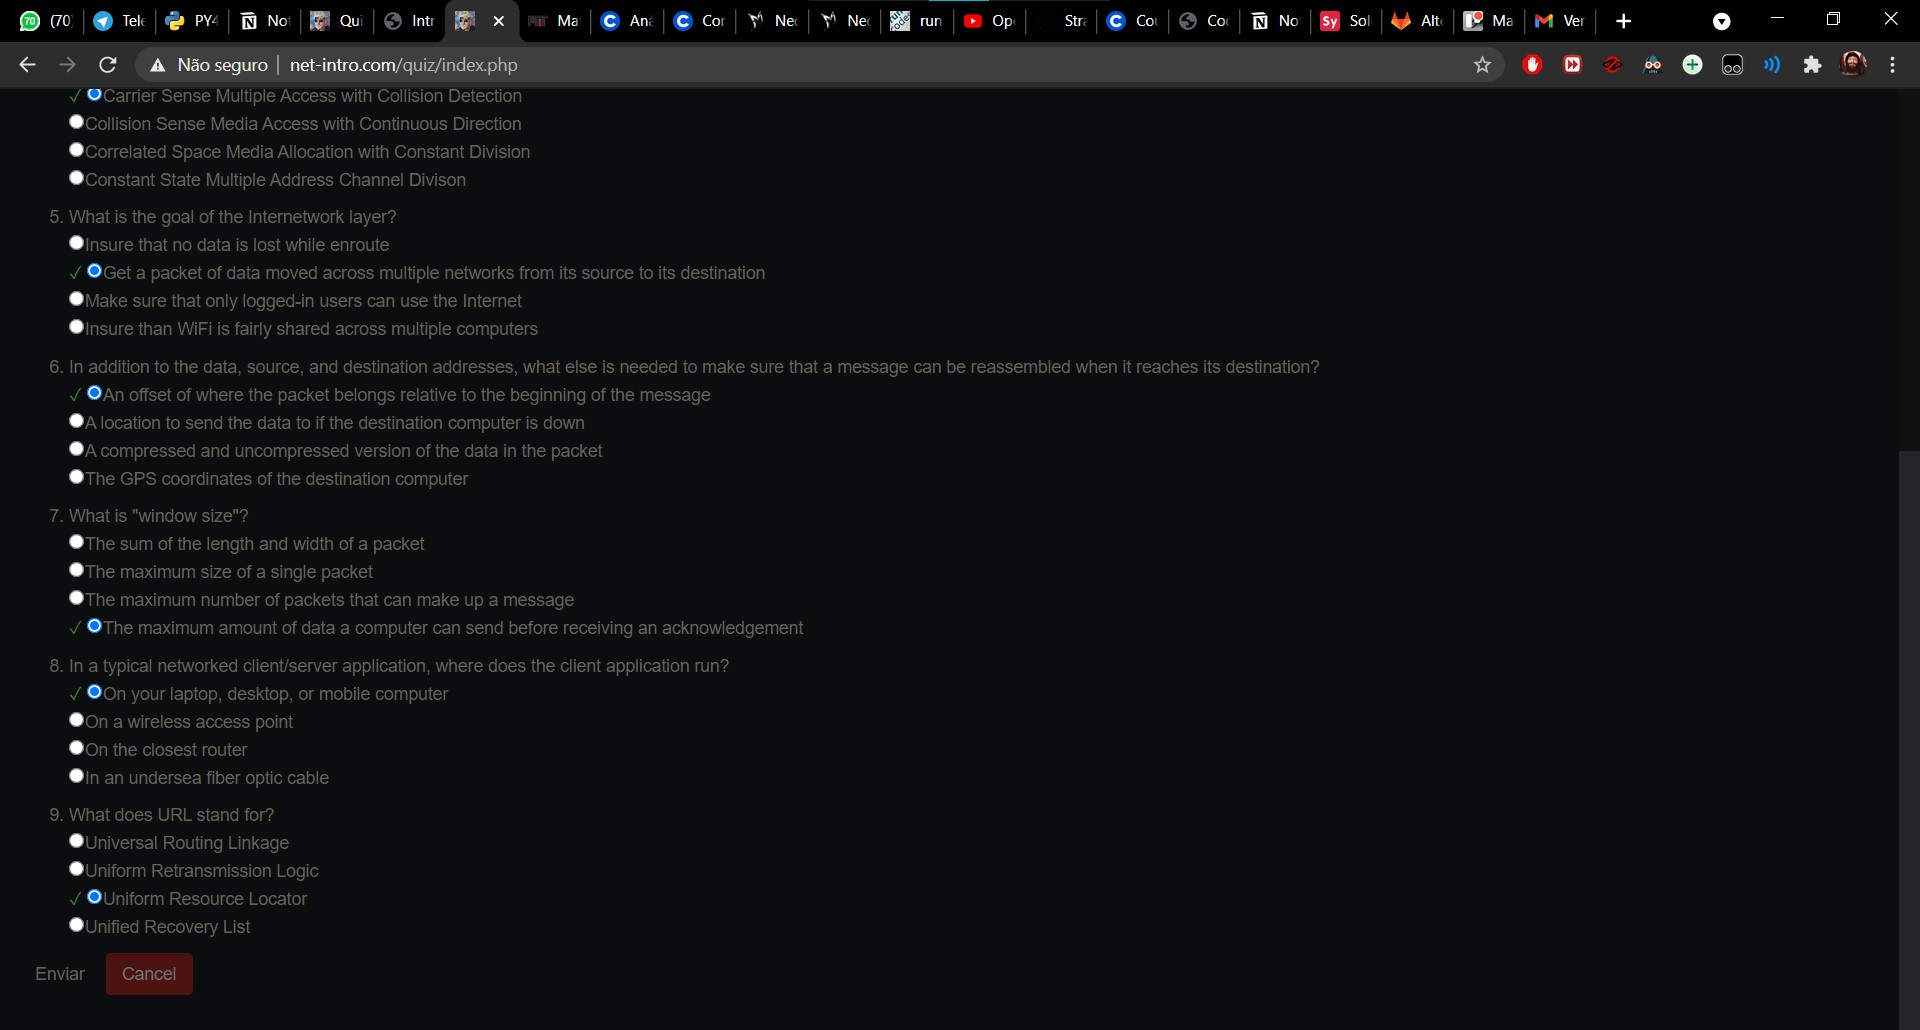 (70 Tele PY4 Not Qui Intr Ma Aná Cor Nec Nec run Op Stra Cou Coc No Sol Alt Ma Ver
Não seguro | net-intro.com/quiz/index.php
✓ Carrier Sense Multiple Access with Collision Detection
Collision Sense Media Access with Continuous Direction
Correlated Space Media Allocation with Constant Division
Constant State Multiple Address Channel Divison
5. What is the goal of the Internetwork layer?
Insure that no data is lost while enroute
✓ Get a packet of data moved across multiple networks from its source to its destination
Make sure that only logged-in users can use the Internet
Insure than WiFi is fairly shared across multiple computers
6. In addition to the data, source, and destination addresses, what else is needed to make sure that a message can be reassembled when it reaches its destination?
✓ An offset of where the packet belongs relative to the beginning of the message
A location to send the data to if the destination computer is down
A compressed and uncompressed version of the data in the packet
The GPS coordinates of the destination computer
7. What is "window size"?
The sum of the length and width of a packet
The maximum size of a single packet
The maximum number of packets that can make up a message
✓ The maximum amount of data a computer can send before receiving an acknowledgement
8. In a typical networked client/server application, where does the client application run?
✓ On your laptop, desktop, or mobile computer
On a wireless access point
On the closest router
In an undersea fiber optic cable
9. What does URL stand for?
Universal Routing Linkage
Uniform Retransmission Logic
✓ Uniform Resource Locator
Unified Recovery List
Enviar Cancel